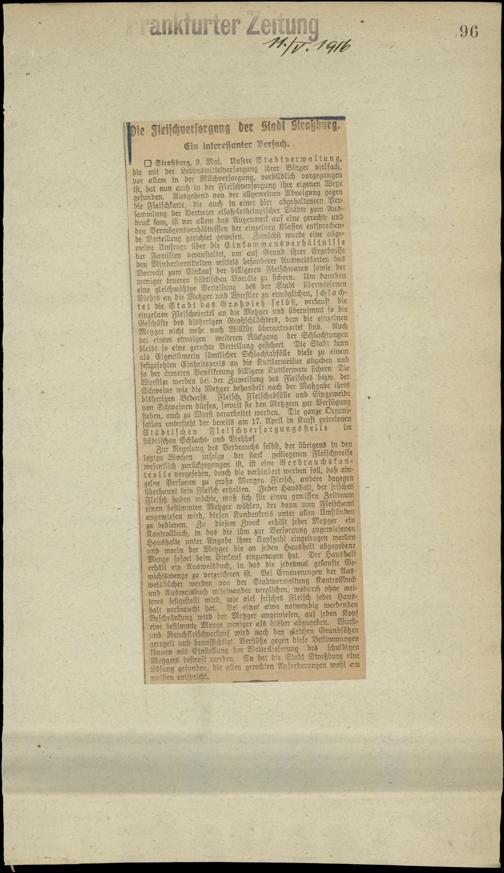 Frankfurter Zeitung
96
11./V. 1916
Die Fleischversorgung der Stadt Straßburg.
Ein interessanter Versuch.
☐ Straßburg, 9. Mai. Unsere Stadtverwaltung,
die mit der Lebensmittelversorgung ihrer Bürger vielfach,
vor allem in der Milchversorgung, vorbildlich vorgegangen
ist, hat nun auch in der Fleischversorgung ihre eigenen Wege
gefunden. Ausgehend von der allgemeinen Abneigung gegen
die Fleischkarte, die auch in einer hier abgehaltenen Ver-
sammlung der Vertreter elsaß-lothringischer Städte zum Aus-
druck kam, ist vor allem das Augenmerk auf eine gerechte und
den Vermögensverhältnissen der einzelnen Klassen entsprechen-
de Verteilung gerichtet gewesen. Zunächst wurde eine allge-
meine Umfrage über die Einkommensverhältnisse
der Familien veranstaltet, um auf Grund ihrer Ergebnisse
den Minderbemittelten mittels besonderer Ausweiskarten das
Vorrecht zum Einkauf der billigeren Fleischwaren sowie der
weniger teueren städtischen Vorräte zu sichern. Um daneben
eine gleichmäßige Verteilung des der Stadt überwiesenen
Viehes an die Metzger und Wurstler zu ermöglichen, schlach-
tet die Stadt das Großvieh selbst, verkauft die
einzelnen Fleischviertel an die Metzger und übernimmt so die
Geschäfte des bisherigen Großschlächters, dem die einzelnen
Metzger nicht mehr nach Willkür überantwortet sind. Auch
bei einem etwaigen weiteren Rückgang der Schlachtungen
bleibt so eine gerechte Verteilung gesichert. Die Stadt kann
als Eigentümerin sämtlicher Schlachtabfälle diese zu einem
festgesetzten Einheitspreis an die Kuttlermeister abgeben und
so der ärmeren Bevölkerung billigere Kuttlerware sichern. Die
Wurstler werden bei der Zuweisung des Fleisches bezw. der
Schweine wie die Metzger behandelt nach der Maßgabe ihres
bisherigen Bedarfs. Fleisch, Fleischabfälle und Eingeweide
von Schweinen dürfen, soweit sie den Metzgern zur Verfügung
stehen, auch zu Wurst verarbeitet werden. Die ganze Organi-
sation untersteht der bereits am 17. April in Kraft getretenen
Städtischen Fleischversorgungsstelle im
städtischen Schlacht- und Viehhof.
Zur Regelung des Verbrauchs selbst, der übrigens in den
letzten Wochen infolge der stark gestiegenen Fleischpreise
wesentlich zurückgegangen ist, ist eine Verbrauchskon-
trolle vorgesehen, durch die verhindert werden soll, daß ein-
zelne Personen zu große Mengen Fleisch, andere dagegen
überhaupt kein Fleisch erhalten. Jeder Haushalt, der frisches
Fleisch haben möchte, muß sich für einen gewissen Zeitraum
einen bestimmten Metzger wählen, der dann vom Fleischamt
angewiesen wird, diesen Kundenkreis unter allen Umständen
zu bedienen. Zu diesem Zweck erhält jeder Metzger ein
Kontrollbuch, in das die ihm zur Versorgung zugewiesenen
Haushalte unter Angabe ihrer Kopfzahl eingetragen werden
und worin der Metzger die an jeden Haushalt abgegebene
Menge sofort beim Einkauf einzutragen hat. Der Haushalt
erhält ein Ausweisbuch, in das die jedesmal gekaufte Ge-
wichtsmenge zu verzeichnen ist. Bei Erneuerungen der Aus-
weisbücher werden von der Stadtverwaltung Kontrollbuch
und Ausweisbuch miteinander verglichen, wodurch ohne wei-
teres festgestellt wird, wie viel frisches Fleisch jeder Haus-
halt verbraucht hat. Bei einer etwa notwendig werdenden
Beschränkung wird der Metzger angewiesen, auf jeden Kopf
eine bestimmte Menge weniger als bisher abzugeben. Wurst-
und Rauchfleischverkauf wird nach den gleichen Grundsätzen
geregelt und beaufsichtigt. Verstöße gegen diese Bestimmungen
können mit Einstellung der Weiterlieferung des schuldigen
Metzgers bestraft werden. So hat die Stadt Straßburg eine
Lösung gefunden, die allen gerechten Anforderungen wohl am
meisten entspricht.